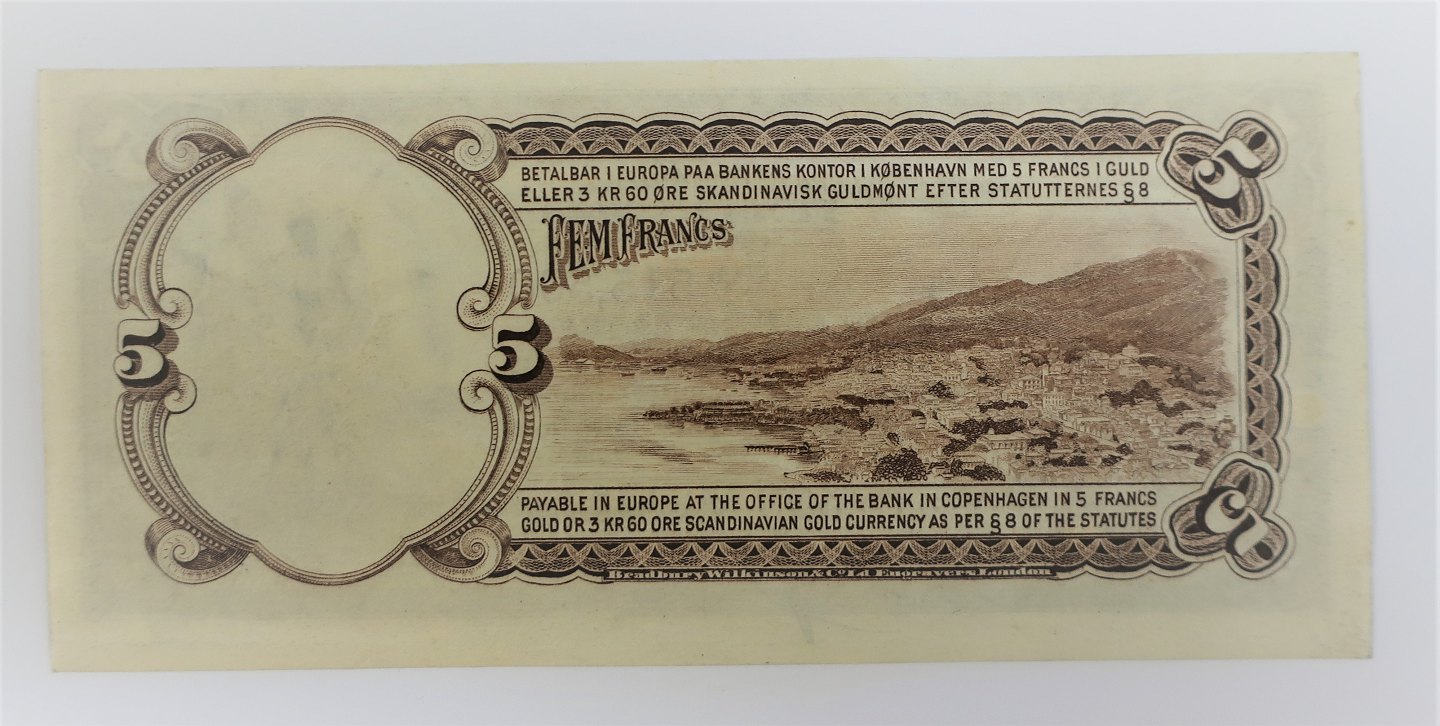 BETALBAR I EUROPA PAA BANKENS KONTOR I KØBENHAVN MED 5 FRANCS I GULD
ELLER 3 KR 60 ØRE SKANDINAVISK GULDMØNT EFTER STATUTTERNES § 8
5
FEM FRANCS
5
5
PAYABLE IN EUROPE AT THE OFFICE OF THE BANK IN COPENHAGEN IN 5 FRANCS
GOLD OR 3 KR 60 ORE SCANDINAVIAN GOLD CURRENCY AS PER § 8 OF THE STATUTES
5
Bradbury Wilkinson & Co Ld Engravers London